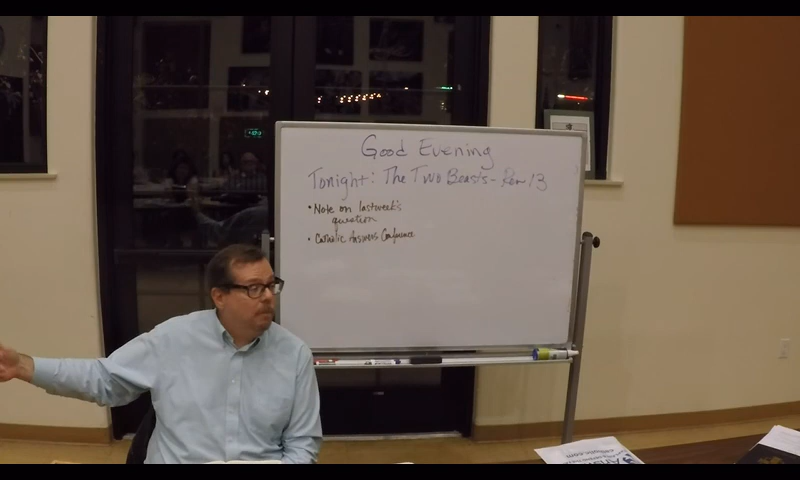 Good Evening
Tonight: The Two Beasts - Rev 13
• Note on last week's
question
• Catholic Answers Conference